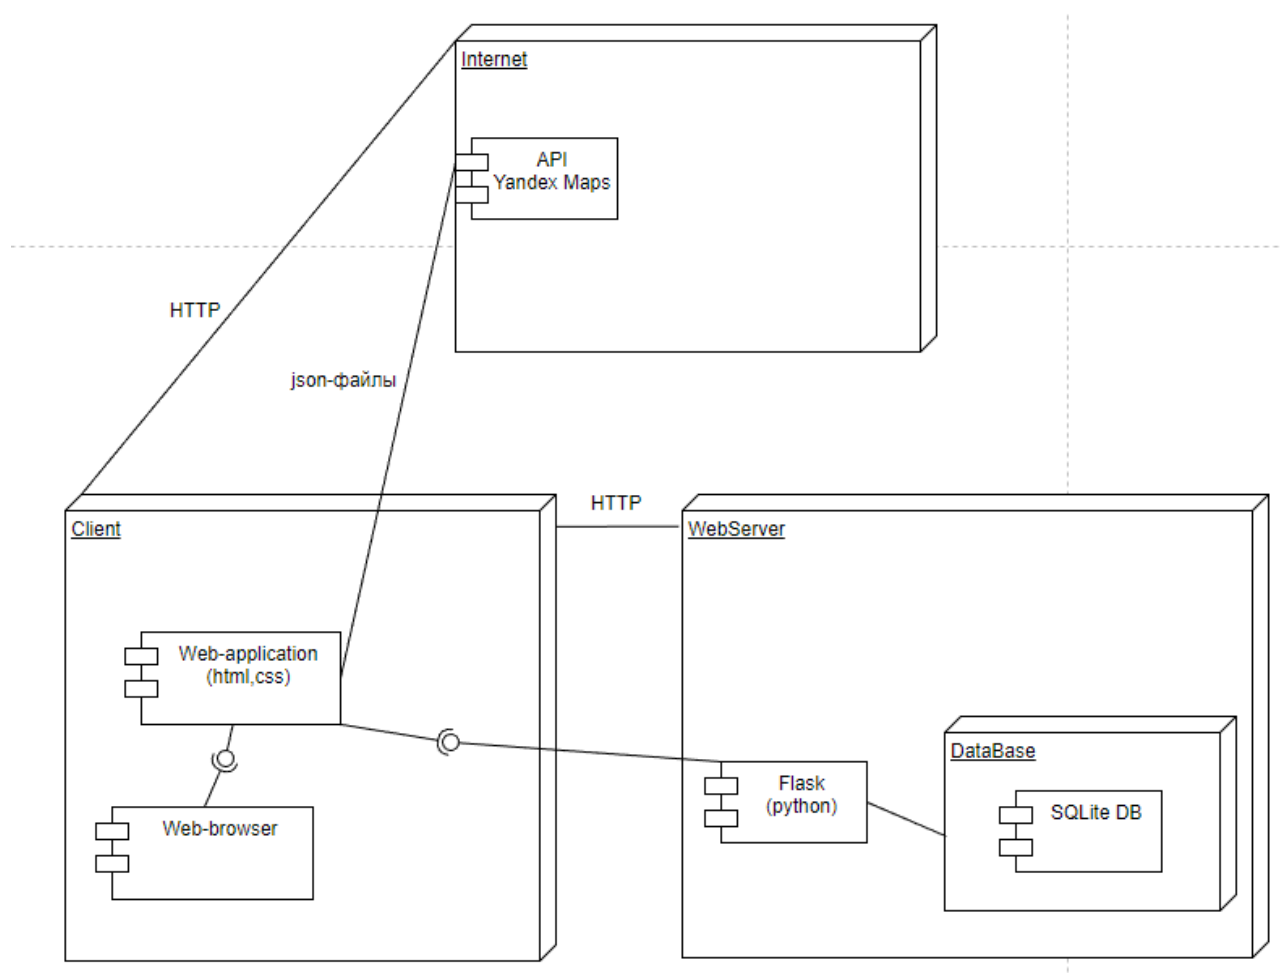 Internet
API
Yandex Maps
HTTP
json-файлы
HTTP
Client
WebServer
Web-application
(html,css)
DataBase
Flask
(python)
SQLite DB
Web-browser